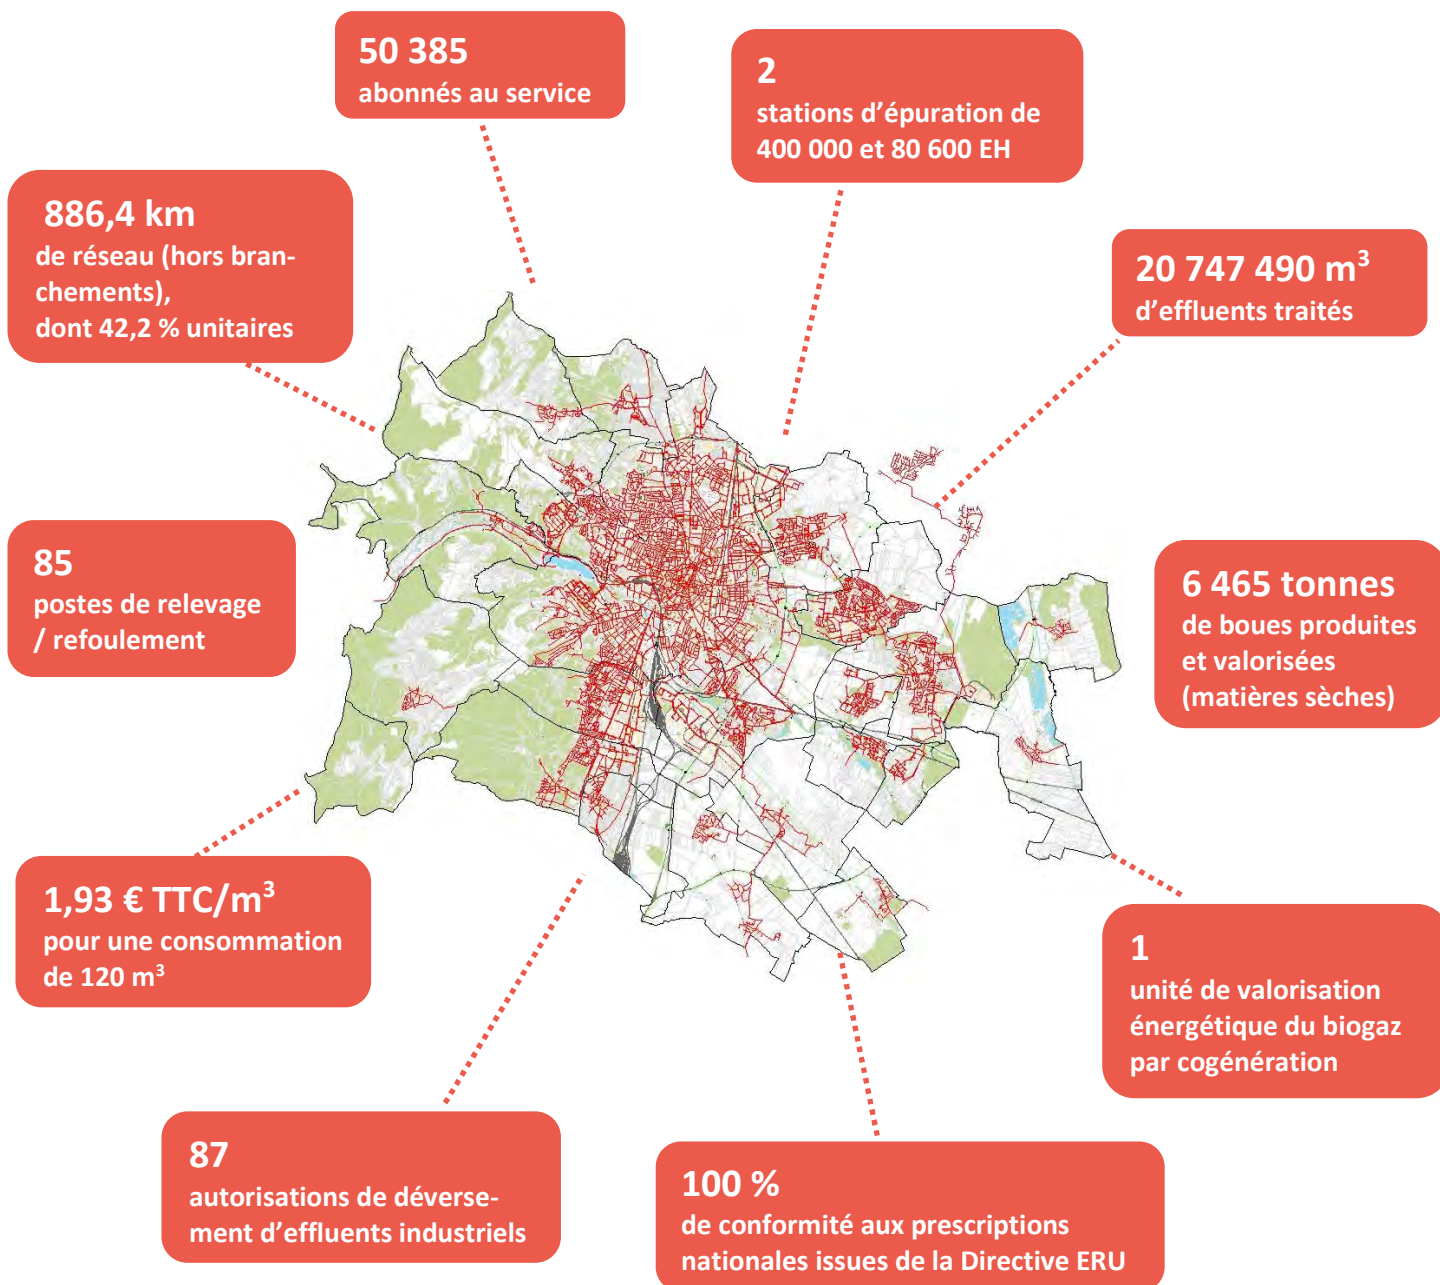 50 385
abonnés au service
2
stations d’épuration de
400 000 et 80 600 EH
886,4 km
de réseau (hors bran-
chements),
dont 42,2 % unitaires
20 747 490 m³
d’effluents traités
85
postes de relevage
/ refoulement
6 465 tonnes
de boues produites
et valorisées
(matières sèches)
1,93 € TTC/m³
pour une consommation
de 120 m³
1
unité de valorisation
énergétique du biogaz
par cogénération
87
autorisations de déverse-
ment d’effluents industriels
100 %
de conformité aux prescriptions
nationales issues de la Directive ERU